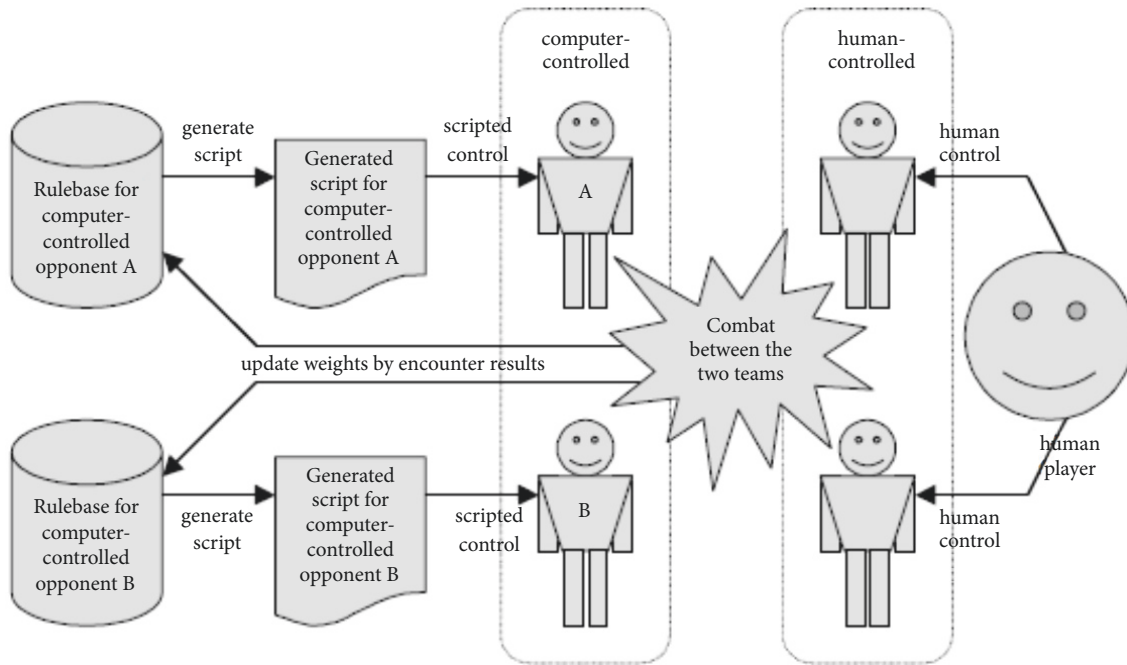 computer-
controlled
human-
controlled
generate
script
scripted
control
human
control
Rulebase for
computer-
controlled
opponent A
Generated
script for
computer-
controlled
opponent A
A
Combat
between the
two teams
update weights by encounter results
human
player
Rulebase for
computer-
controlled
opponent B
generate
script
Generated
script for
computer-
controlled
opponent B
scripted
control
B
human
control